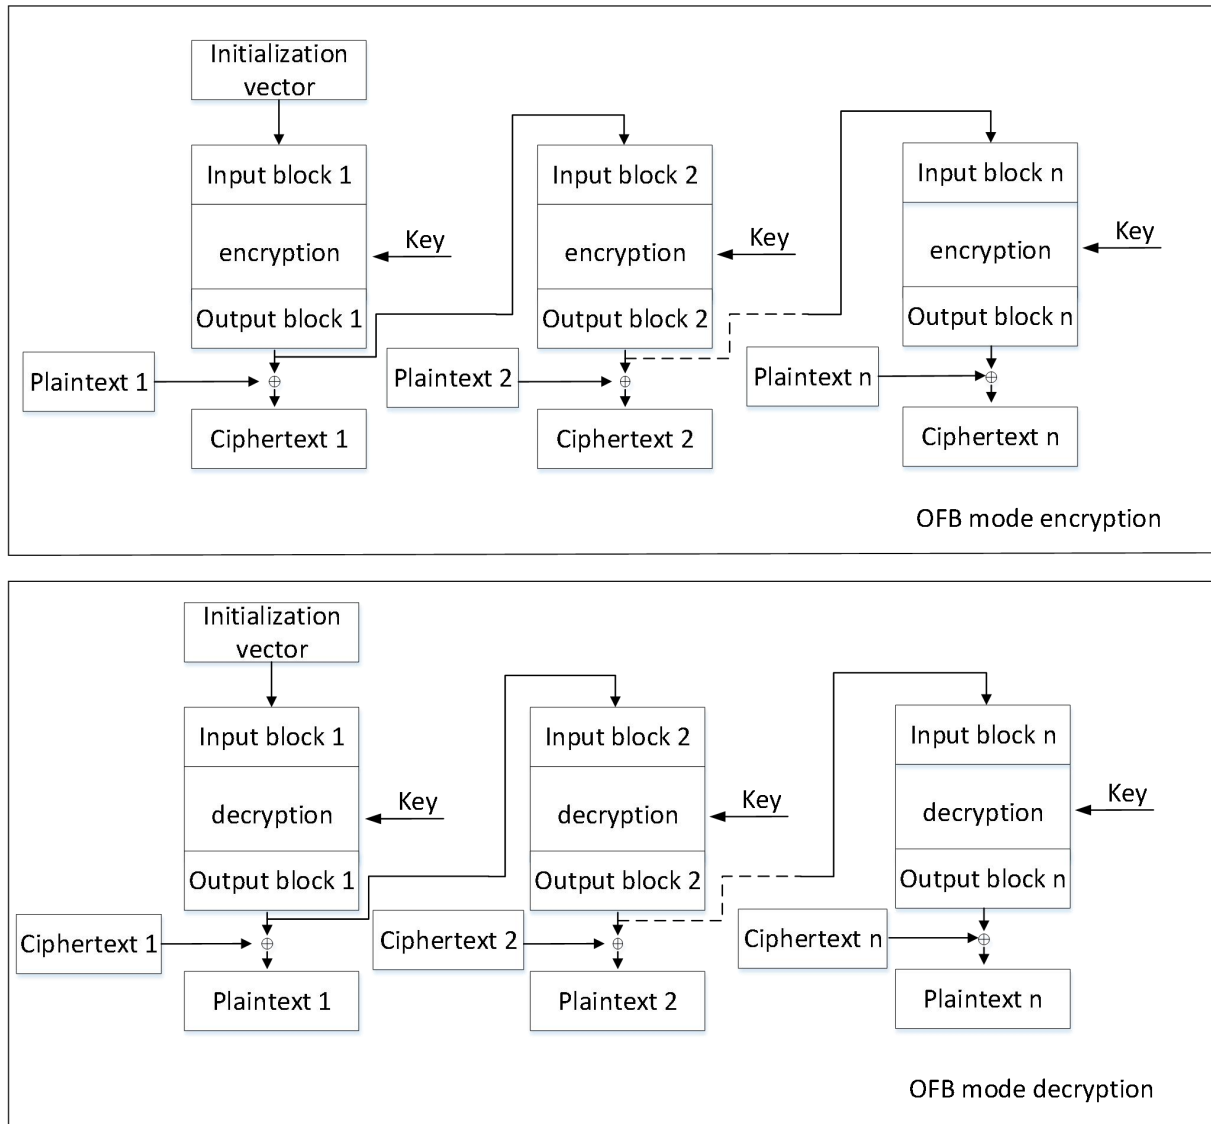 Initialization
vector
Input block 1
Input block 2
Input block n
encryption
Key
encryption
Key
encryption
Key
Output block 1
Output block 2
Output block n
Plaintext 1
Plaintext 2
Plaintext n
Ciphertext 1
Ciphertext 2
Ciphertext n
OFB mode encryption
Initialization
vector
Input block 1
Input block 2
Input block n
decryption
Key
decryption
Key
decryption
Key
Output block 1
Output block 2
Output block n
Ciphertext 1
Ciphertext 2
Ciphertext n
Plaintext 1
Plaintext 2
Plaintext n
OFB mode decryption